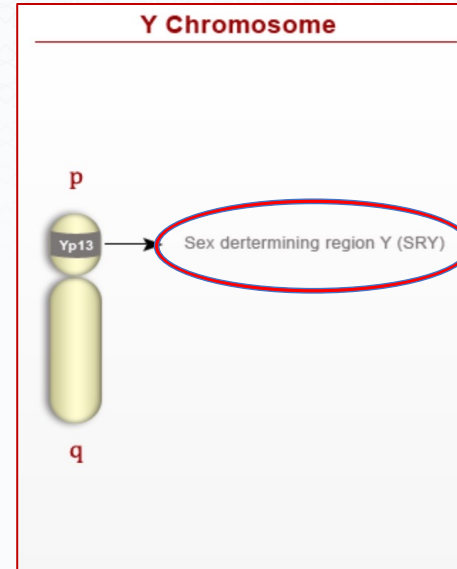 Y Chromosome
p
Yp13
Sex dertermining region Y (SRY)
q